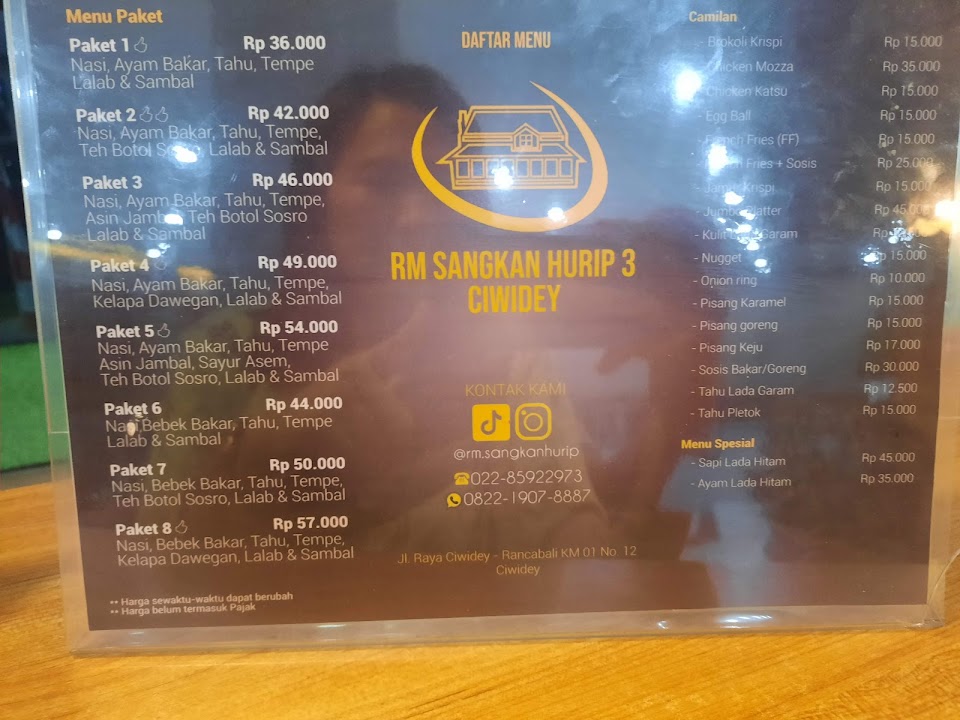 Menu Paket
Paket 1 Rp 36.000
Nasi, Ayam Bakar, Tahu, Tempe
Lalab & Sambal
Paket 2 Rp 42.000
Nasi, Ayam Bakar, Tahu, Tempe,
Teh Botol Sosro, Lalab & Sambal
Paket 3 Rp 46.000
Nasi, Ayam Bakar, Tahu, Tempe,
Asin Jambal, Teh Botol Sosro
Lalab & Sambal
Paket 4 Rp 49.000
Nasi, Ayam Bakar, Tahu, Tempe,
Kelapa Dawegan, Lalab & Sambal
Paket 5 Rp 54.000
Nasi, Ayam Bakar, Tahu, Tempe
Asin Jambal, Sayur Asem,
Teh Botol Sosro, Lalab & Sambal
Paket 6 Rp 44.000
Nasi,Bebek Bakar, Tahu, Tempe
Lalab & Sambal
Paket 7 Rp 50.000
Nasi, Bebek Bakar, Tahu, Tempe,
Teh Botol Sosro, Lalab & Sambal
Paket 8 Rp 57.000
Nasi, Bebek Bakar, Tahu, Tempe,
Kelapa Dawegan, Lalab & Sambal
** Harga sewaktu-waktu dapat berubah
** Harga belum termasuk Pajak
DAFTAR MENU
RM SANGKAN HURIP 3
CIWIDEY
KONTAK KAMI
@rm.sangkanhurip
022-85922973
0822-1907-8887
Jl. Raya Ciwidey - Rancabali KM 01 No 12
Ciwidey
Camilan
- Brokoli Krispi Rp 15.000
- Chicken Mozza Rp 35.000
- Chicken Katsu Rp 15.000
- Egg Ball Rp 15.000
- French Fries (FF) Rp 15.000
Fries + Sosis Rp 25.000
- Jamur Krispi Rp 15.000
- Jumbo Platter Rp 45.000
- Kulit Garam Rp
- Nugget Rp 15.000
- Onion ring Rp 10.000
- Pisang Karamel Rp 15.000
- Pisang goreng Rp 15.000
- Pisang Keju Rp 17.000
- Sosis Bakar/Goreng Rp 30.000
- Tahu Lada Garam Rp 12.500
- Tahu Pletok Rp 15.000
Menu Spesial
- Sapi Lada Hitam Rp 45.000
- Ayam Lada Hitam Rp 35.000